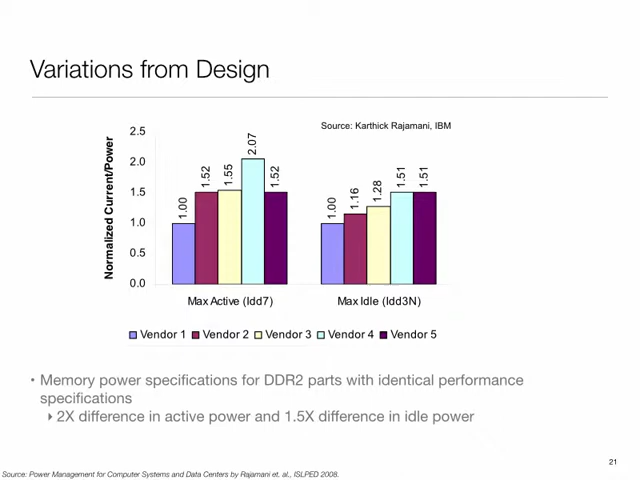 Variations from Design
Source: Karthick Rajamani, IBM
Normalized Current/Power
2.5
2.0
1.5
1.0
0.5
0.0
1.00
1.52
1.55
2.07
1.52
1.00
1.16
1.28
1.51
1.51
Max Active (Idd7)
Max Idle (Idd3N)
Vendor 1 Vendor 2 Vendor 3 Vendor 4 Vendor 5
• Memory power specifications for DDR2 parts with identical performance
specifications
‣ 2X difference in active power and 1.5X difference in idle power
21
Source: Power Management for Computer Systems and Data Centers by Rajamani et. al., ISLPED 2008.